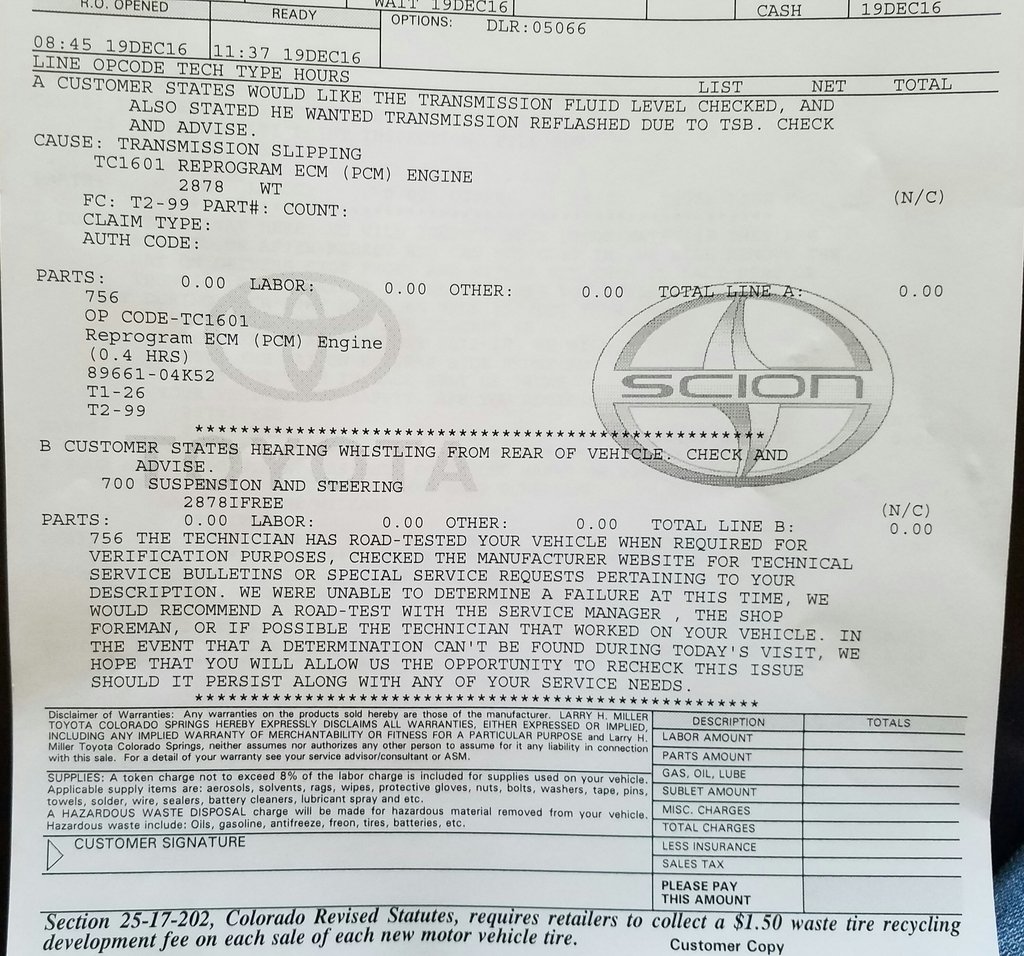 R.O. OPENED READY WAIT 19DEC16 CASH 19DEC16
OPTIONS: DLR:05066
08:45 19DEC16 11:37 19DEC16
LINE OPCODE TECH TYPE HOURS LIST NET TOTAL
A CUSTOMER STATES WOULD LIKE THE TRANSMISSION FLUID LEVEL CHECKED, AND
ALSO STATED HE WANTED TRANSMISSION REFLASHED DUE TO TSB. CHECK
AND ADVISE.
CAUSE: TRANSMISSION SLIPPING
TC1601 REPROGRAM ECM (PCM) ENGINE
2878 WT (N/C)
FC: T2-99 PART#: COUNT:
CLAIM TYPE:
AUTH CODE:
PARTS: 0.00 LABOR: 0.00 OTHER: 0.00 TOTAL LINE A: 0.00
756
OP CODE-TC1601
Reprogram ECM (PCM) Engine
(0.4 HRS)
89661-04K52
T1-26
T2-99
SCION
TOYOTA
**************************************************
B CUSTOMER STATES HEARING WHISTLING FROM REAR OF VEHICLE. CHECK AND
ADVISE.
700 SUSPENSION AND STEERING
2878IFREE (N/C)
PARTS: 0.00 LABOR: 0.00 OTHER: 0.00 TOTAL LINE B: 0.00
756 THE TECHNICIAN HAS ROAD-TESTED YOUR VEHICLE WHEN REQUIRED FOR
VERIFICATION PURPOSES, CHECKED THE MANUFACTURER WEBSITE FOR TECHNICAL
SERVICE BULLETINS OR SPECIAL SERVICE REQUESTS PERTAINING TO YOUR
DESCRIPTION. WE WERE UNABLE TO DETERMINE A FAILURE AT THIS TIME, WE
WOULD RECOMMEND A ROAD-TEST WITH THE SERVICE MANAGER , THE SHOP
FOREMAN, OR IF POSSIBLE THE TECHNICIAN THAT WORKED ON YOUR VEHICLE. IN
THE EVENT THAT A DETERMINATION CAN'T BE FOUND DURING TODAY'S VISIT, WE
HOPE THAT YOU WILL ALLOW US THE OPPORTUNITY TO RECHECK THIS ISSUE
SHOULD IT PERSIST ALONG WITH ANY OF YOUR SERVICE NEEDS.
**************************************************
Disclaimer of Warranties: Any warranties on the products sold hereby are those of the manufacturer. LARRY H. MILLER
TOYOTA COLORADO SPRINGS HEREBY EXPRESSLY DISCLAIMS ALL WARRANTIES, EITHER EXPRESSED OR IMPLIED,
INCLUDING ANY IMPLIED WARRANTY OF MERCHANTABILITY OR FITNESS FOR A PARTICULAR PURPOSE and Larry H.
Miller Toyota Colorado Springs, neither assumes nor authorizes any other person to assume for it any liability in connection
with this sale. For a detail of your warranty see your service advisor/consultant or ASM.
SUPPLIES: A token charge not to exceed 8% of the labor charge is included for supplies used on your vehicle.
Applicable supply items are: aerosols, solvents, rags, wipes, protective gloves, nuts, bolts, washers, tape, pins,
towels, solder, wire, sealers, battery cleaners, lubricant spray and etc.
A HAZARDOUS WASTE DISPOSAL charge will be made for hazardous material removed from your vehicle.
Hazardous waste include: Oils, gasoline, antifreeze, freon, tires, batteries, etc.
CUSTOMER SIGNATURE
DESCRIPTION TOTALS
LABOR AMOUNT
PARTS AMOUNT
GAS, OIL, LUBE
SUBLET AMOUNT
MISC. CHARGES
TOTAL CHARGES
LESS INSURANCE
SALES TAX
PLEASE PAY
THIS AMOUNT
Section 25-17-202, Colorado Revised Statutes, requires retailers to collect a $1.50 waste tire recycling
development fee on each sale of each new motor vehicle tire.
Customer Copy